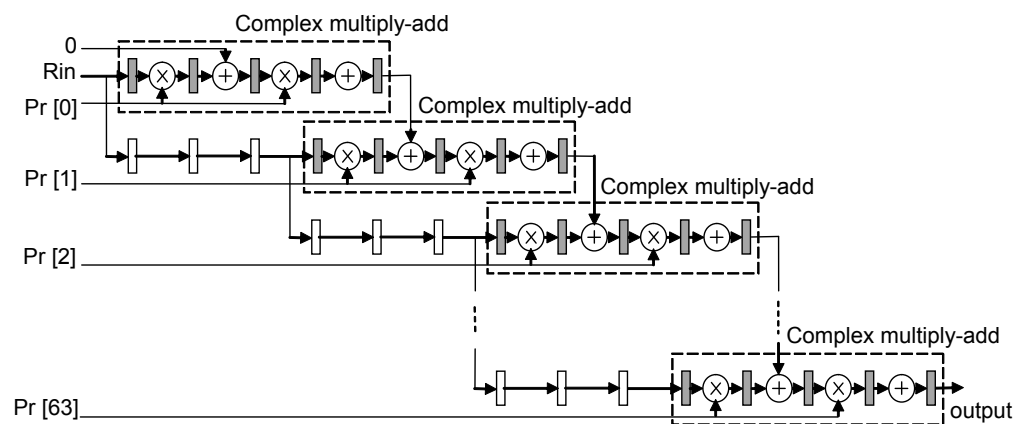 Complex multiply-add
0
Rin
Pr [0]
Complex multiply-add
Pr [1]
Complex multiply-add
Pr [2]
Complex multiply-add
Pr [63]
output